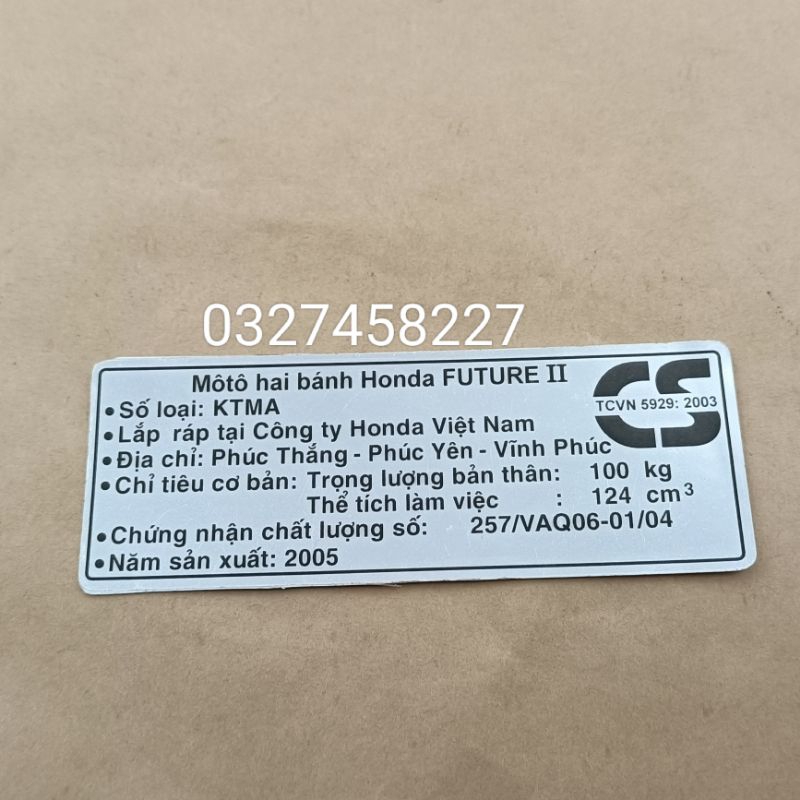 0327458227
Môtô hai bánh Honda FUTURE II
CS
TCVN 5929: 2003
• Số loại: KTMA
• Lắp ráp tại Công ty Honda Việt Nam
• Địa chỉ: Phúc Thắng - Phúc Yên - Vĩnh Phúc
• Chỉ tiêu cơ bản: Trọng lượng bản thân: 100 kg
Thể tích làm việc : 124 cm³
• Chứng nhận chất lượng số: 257/VAQ06-01/04
• Năm sản xuất: 2005